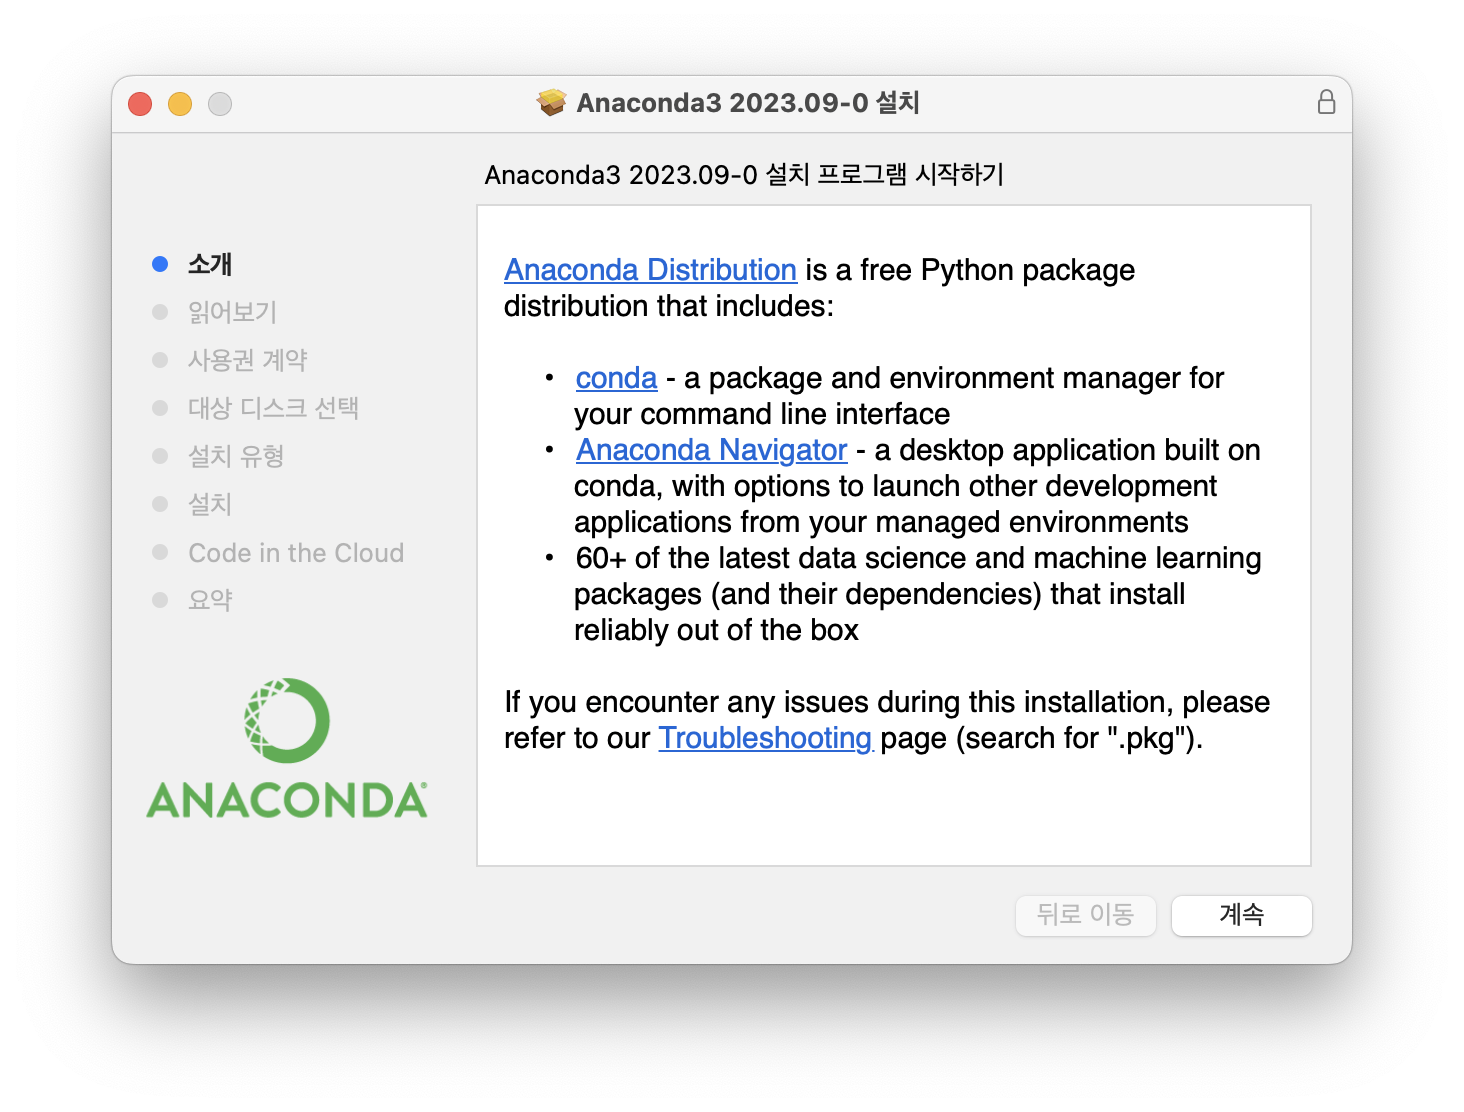 Anaconda3 2023.09-0 설치
Anaconda3 2023.09-0 설치 프로그램 시작하기
소개
읽어보기
사용권 계약
대상 디스크 선택
설치 유형
설치
Code in the Cloud
요약
ANACONDA®
Anaconda Distribution is a free Python package
distribution that includes:
• conda - a package and environment manager for
your command line interface
• Anaconda Navigator - a desktop application built on
conda, with options to launch other development
applications from your managed environments
• 60+ of the latest data science and machine learning
packages (and their dependencies) that install
reliably out of the box
If you encounter any issues during this installation, please
refer to our Troubleshooting page (search for ".pkg").
뒤로 이동
계속